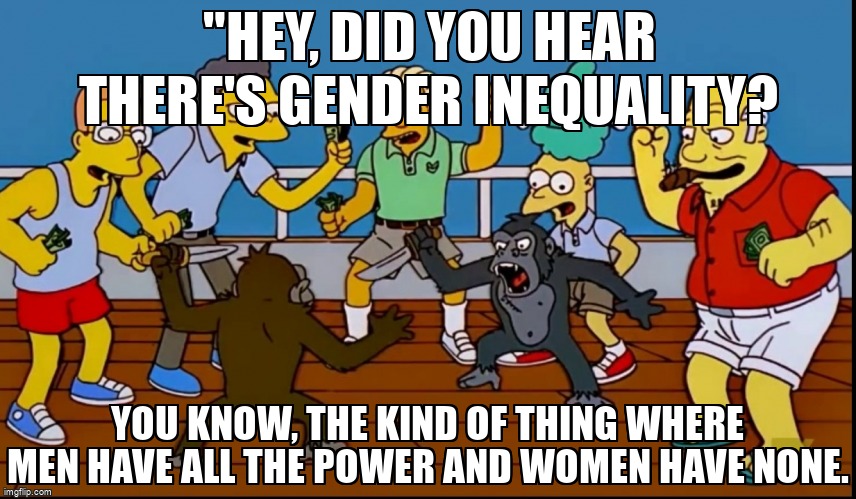 "HEY, DID YOU HEAR
THERE'S GENDER INEQUALITY?
YOU KNOW, THE KIND OF THING WHERE
MEN HAVE ALL THE POWER AND WOMEN HAVE NONE.
imgflip.com